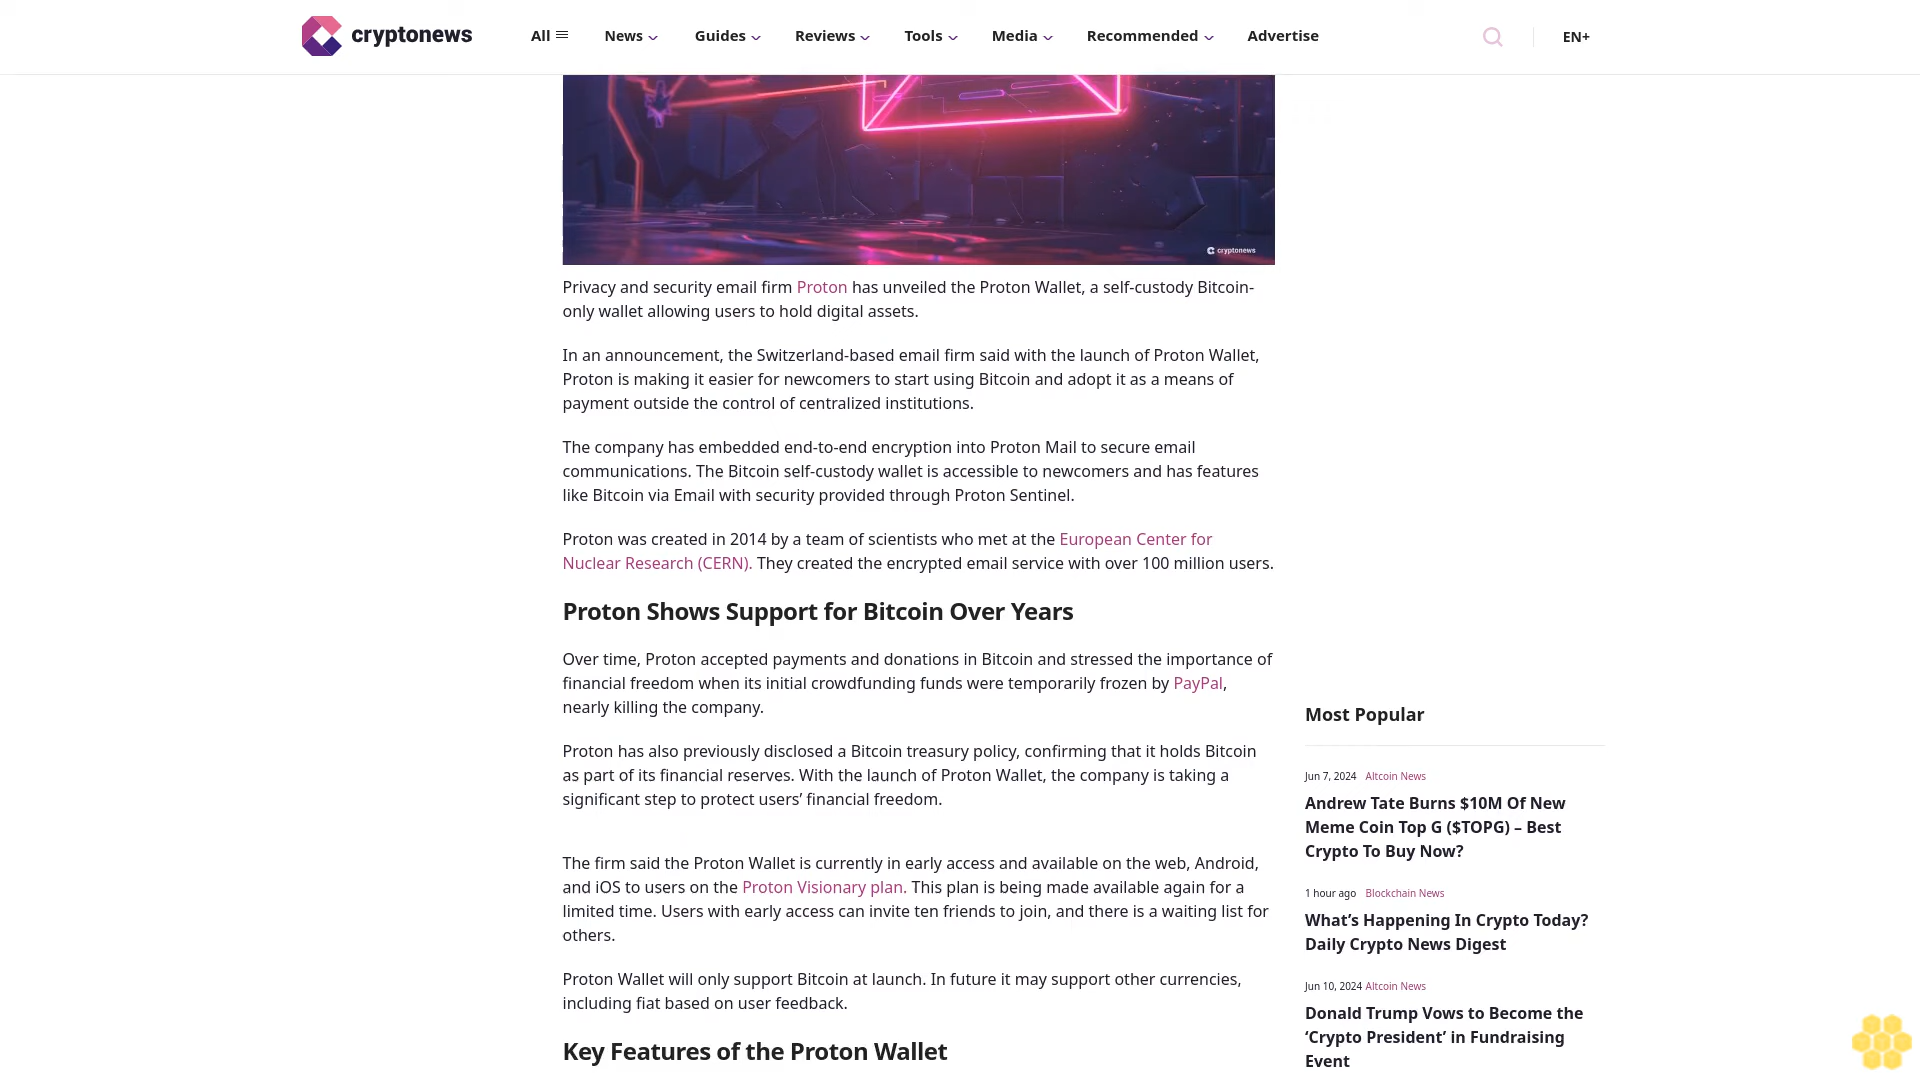 cryptonews
All
News
Guides
Reviews
Tools
Media
Recommended
Advertise
EN+
cryptonews
Privacy and security email firm Proton has unveiled the Proton Wallet, a self-custody Bitcoin-
only wallet allowing users to hold digital assets.
In an announcement, the Switzerland-based email firm said with the launch of Proton Wallet,
Proton is making it easier for newcomers to start using Bitcoin and adopt it as a means of
payment outside the control of centralized institutions.
The company has embedded end-to-end encryption into Proton Mail to secure email
communications. The Bitcoin self-custody wallet is accessible to newcomers and has features
like Bitcoin via Email with security provided through Proton Sentinel.
Proton was created in 2014 by a team of scientists who met at the European Center for
Nuclear Research (CERN). They created the encrypted email service with over 100 million users.
Proton Shows Support for Bitcoin Over Years
Over time, Proton accepted payments and donations in Bitcoin and stressed the importance of
financial freedom when its initial crowdfunding funds were temporarily frozen by PayPal,
nearly killing the company.
Proton has also previously disclosed a Bitcoin treasury policy, confirming that it holds Bitcoin
as part of its financial reserves. With the launch of Proton Wallet, the company is taking a
significant step to protect users’ financial freedom.
The firm said the Proton Wallet is currently in early access and available on the web, Android,
and iOS to users on the Proton Visionary plan. This plan is being made available again for a
limited time. Users with early access can invite ten friends to join, and there is a waiting list for
others.
Proton Wallet will only support Bitcoin at launch. In future it may support other currencies,
including fiat based on user feedback.
Key Features of the Proton Wallet
Most Popular
Jun 7, 2024 Altcoin News
Andrew Tate Burns $10M Of New
Meme Coin Top G ($TOPG) – Best
Crypto To Buy Now?
1 hour ago Blockchain News
What’s Happening In Crypto Today?
Daily Crypto News Digest
Jun 10, 2024 Altcoin News
Donald Trump Vows to Become the
‘Crypto President’ in Fundraising
Event